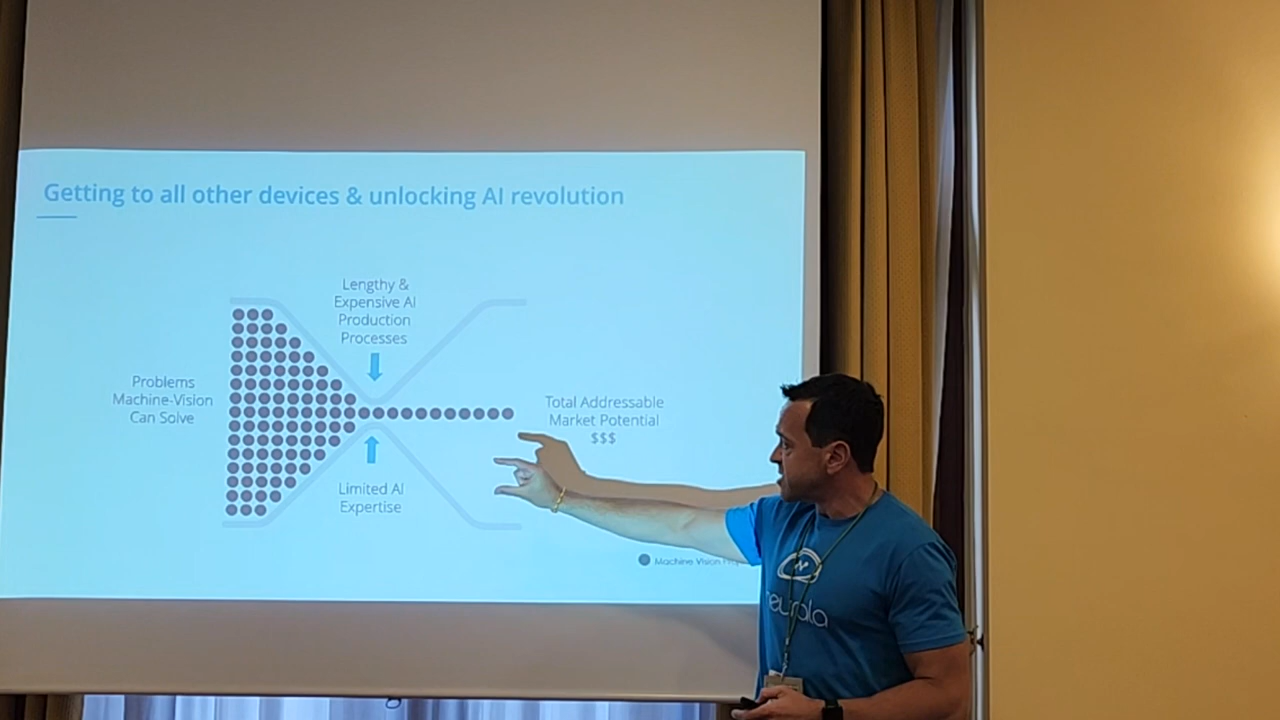 Getting to all other devices & unlocking AI revolution
Lengthy &
Expensive AI
Production
Processes
Problems
Machine-Vision
Can Solve
Total Addressable
Market Potential
$$$
Limited AI
Expertise
Machine Vision